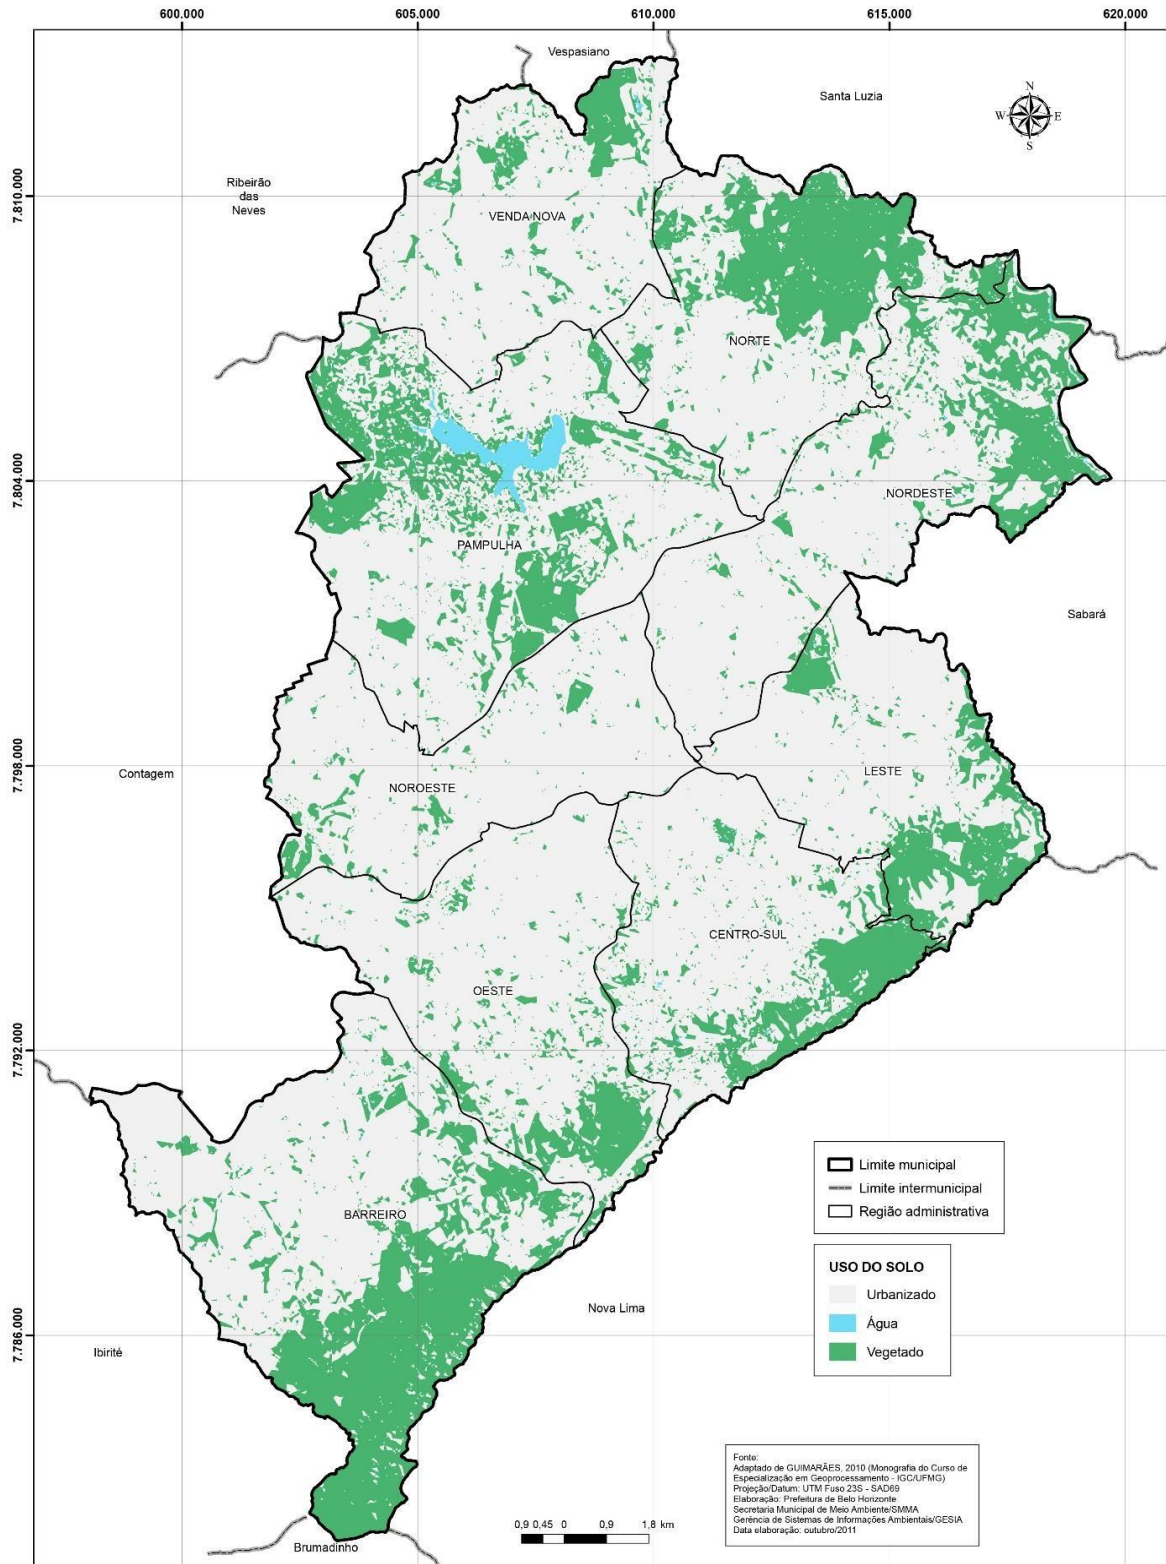 600.000 605.000 610.000 615.000 620.000
Vespasiano
Santa Luzia
N
W E
S
Ribeirão
das
Neves
7.810.000
VENDA NOVA
NORTE
7.804.000
NORDESTE
PAMPULHA
Sabará
7.798.000
Contagem
LESTE
NOROESTE
CENTRO-SUL
OESTE
7.792.000
Limite municipal
Limite intermunicipal
Região administrativa
BARREIRO
USO DO SOLO
Urbanizado
Água
Vegetado
Nova Lima
7.786.000
Ibirité
Fonte:
Adaptado de GUIMARÃES, 2010 (Monografia do Curso de
Especialização em Geoprocessamento - IGC/UFMG)
Projeção/Datum: UTM Fuso 23S - SAD69
Elaboração: Prefeitura de Belo Horizonte
Secretaria Municipal de Meio Ambiente/SMMA
Gerência de Sistemas de Informações Ambientais/GESIA
Data elaboração: outubro/2011
0,9 0,45 0 0,9 1,8 km
Brumadinho